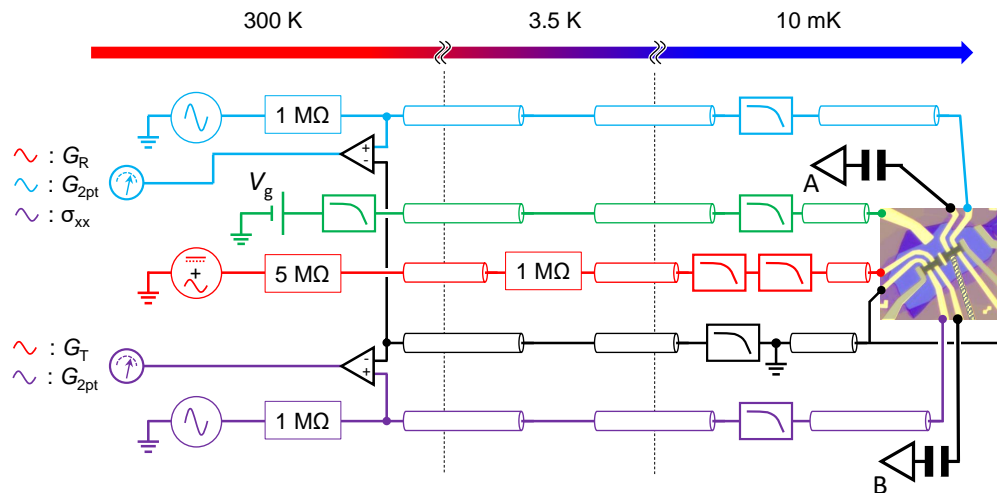 300 K 3.5 K 10 mK
1 MΩ
: G_R
: G_2pt
: σ_xx
+
-
A
V_g
+
5 MΩ
1 MΩ
: G_T
: G_2pt
-
+
1 MΩ
B